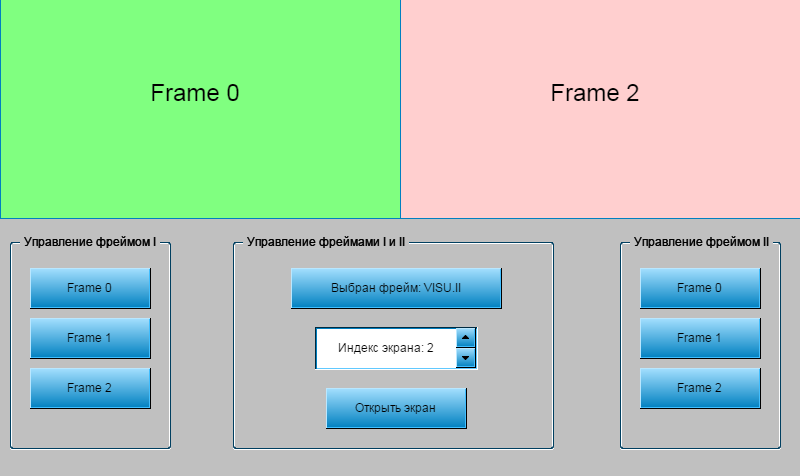 Frame 0
Frame 2
Управление фреймом I
Frame 0
Frame 1
Frame 2
Управление фреймами I и II
Выбран фрейм: VISU.II
Индекс экрана: 2
Открыть экран
Управление фреймом II
Frame 0
Frame 1
Frame 2